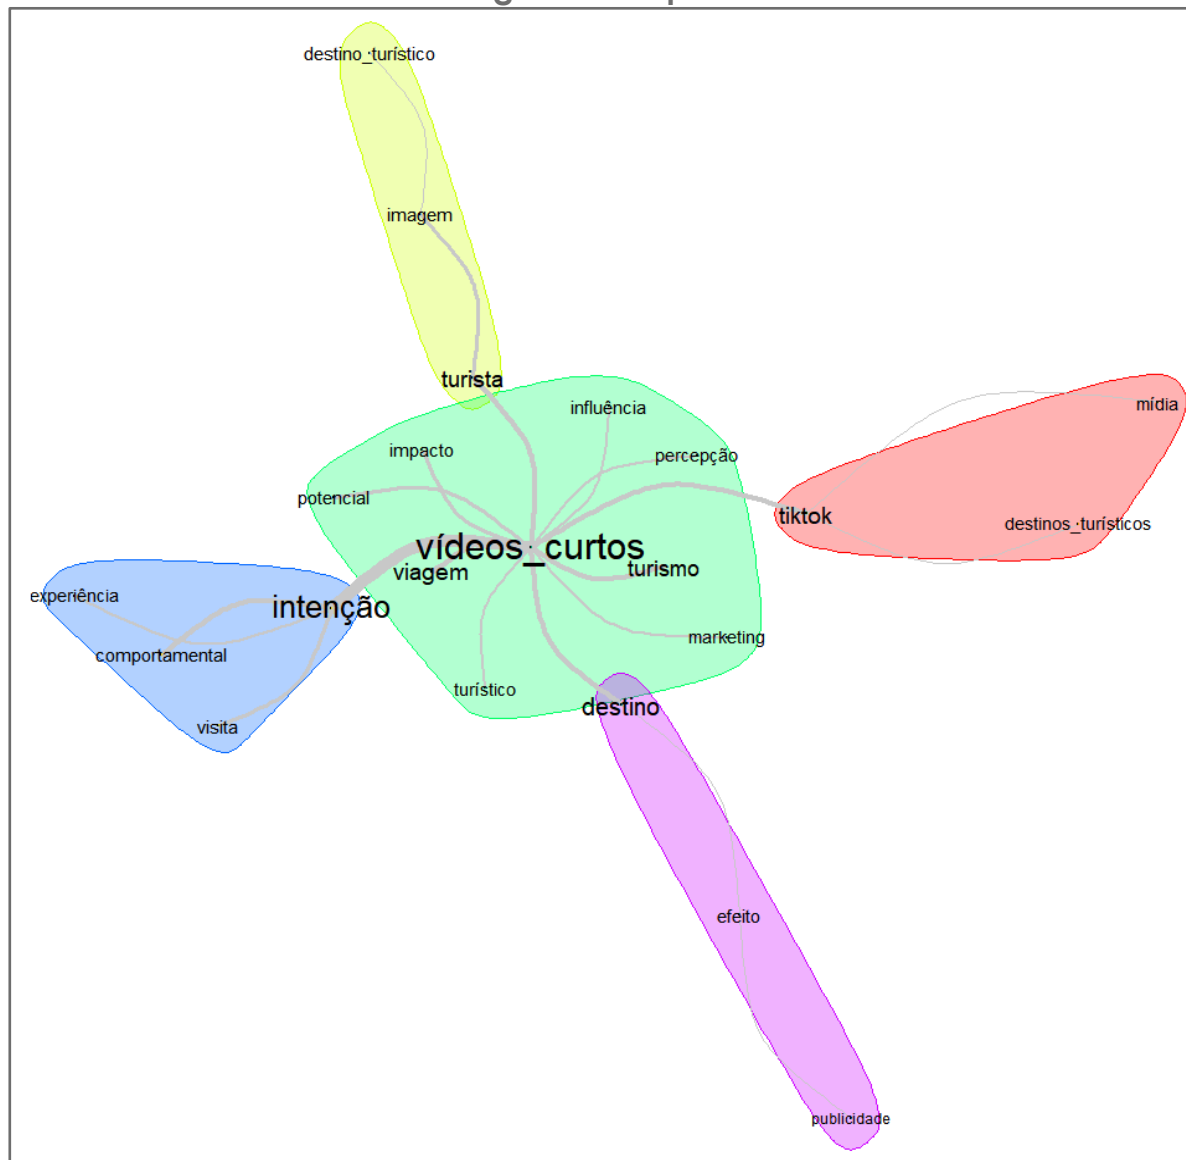 destino_turístico
imagem
turista
influência
impacto
percepção
potencial
mídia
tiktok
destinos_turísticos
vídeos_curtos
viagem
turismo
experiência
intenção
comportamental
marketing
turístico
visita
destino
efeito
publicidade